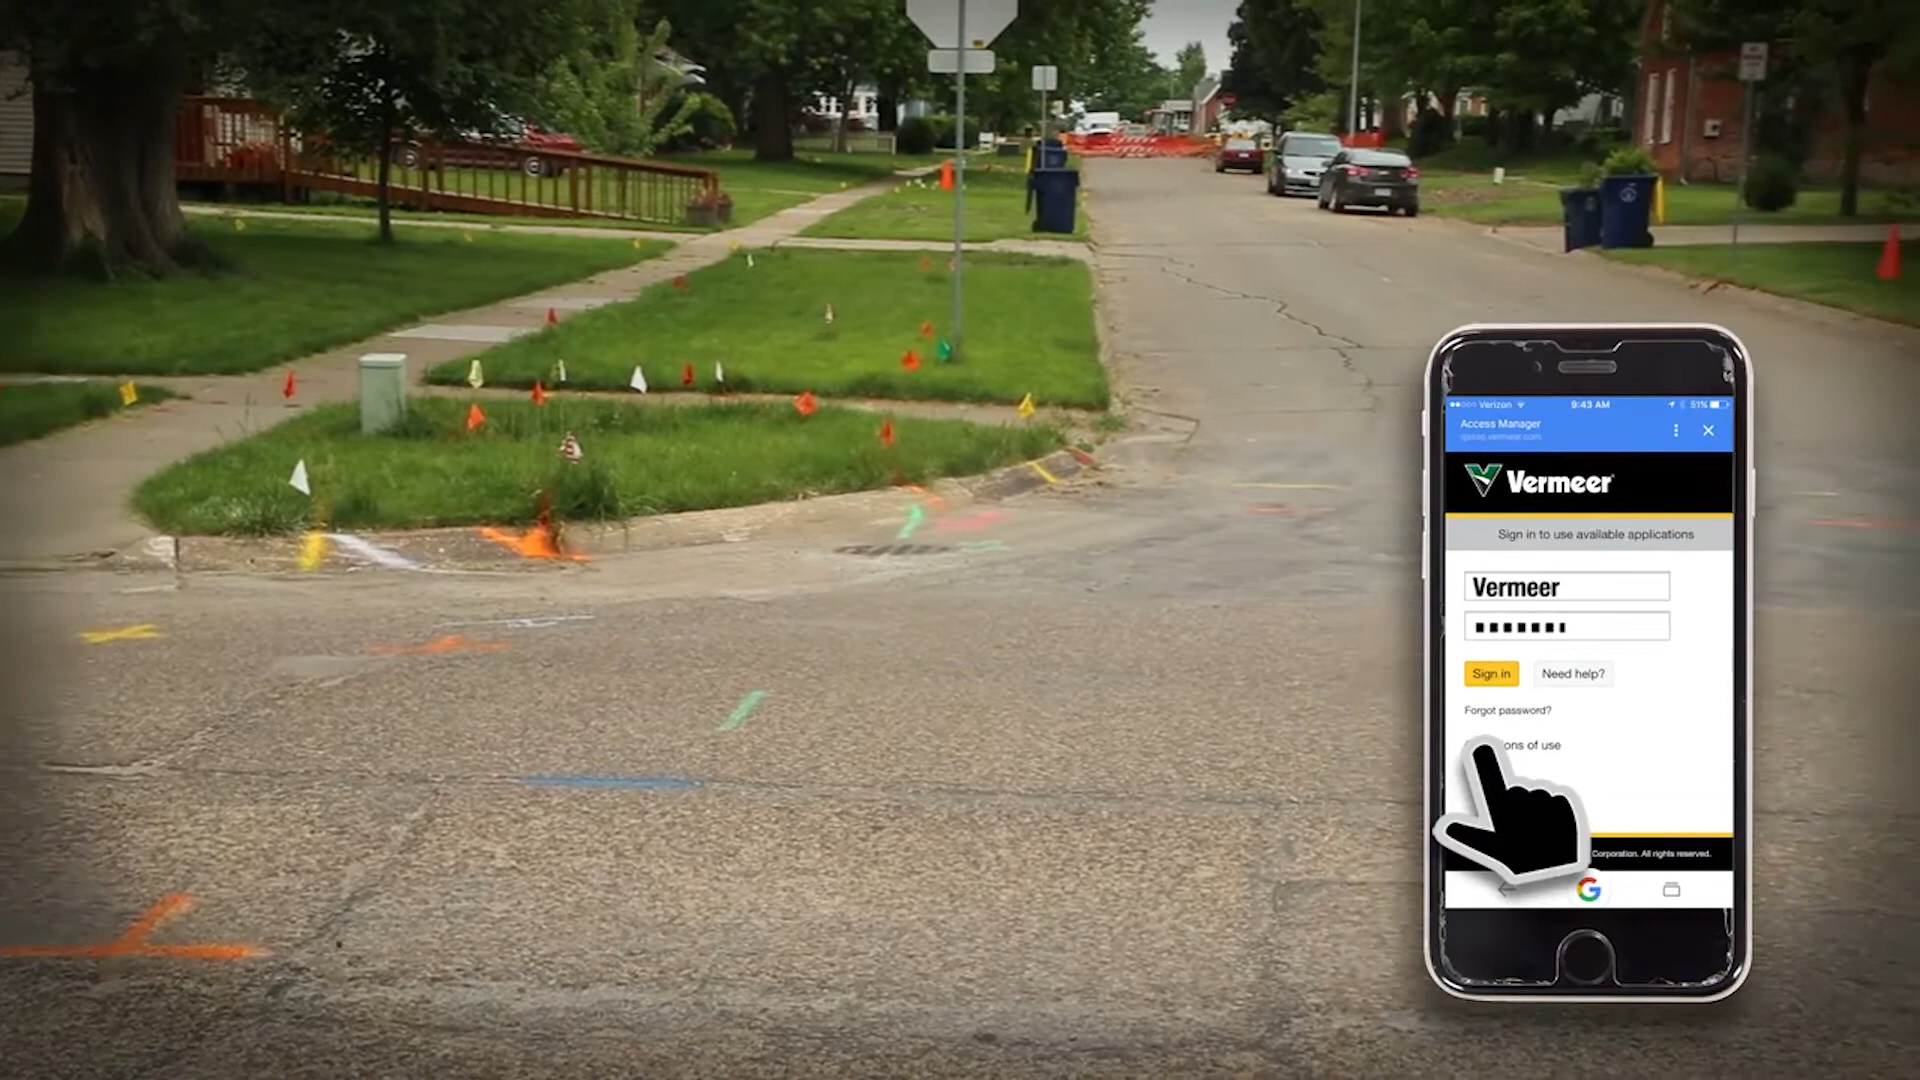 Verizon
9:43 AM
51%
Access Manager
Vermeer
Sign in to use available applications
Vermeer
Sign in
Need help?
Forgot password?
of use
Corporation. All rights reserved.